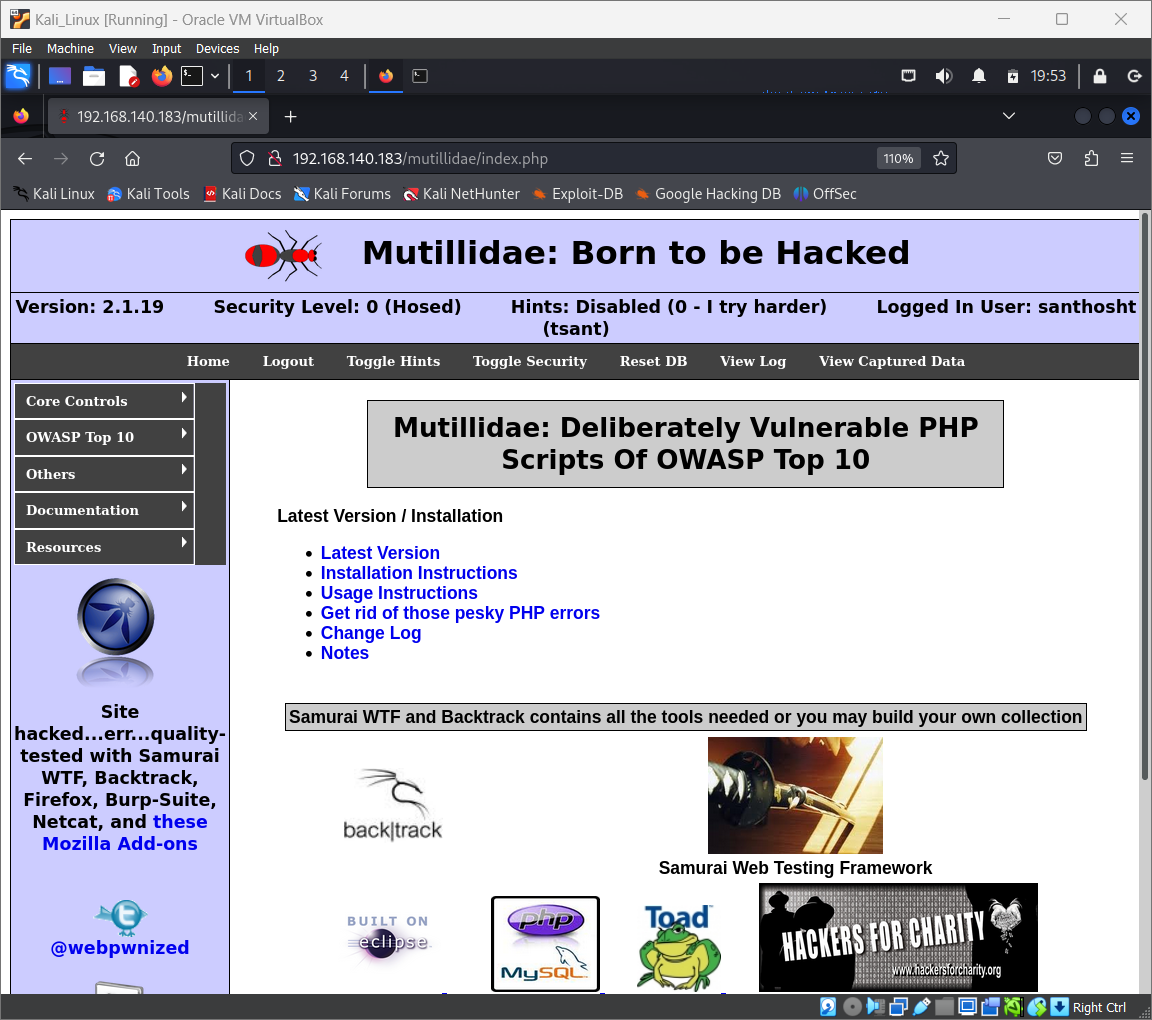 Kali_Linux [Running] - Oracle VM VirtualBox
File Machine View Input Devices Help
1 2 3 4 19:53
192.168.140.183/mutillida
192.168.140.183/mutillidae/index.php 110%
Kali Linux Kali Tools Kali Docs Kali Forums Kali NetHunter Exploit-DB Google Hacking DB OffSec
Mutillidae: Born to be Hacked
Version: 2.1.19 Security Level: 0 (Hosed) Hints: Disabled (0 - I try harder) Logged In User: santhosht
(tsant)
Home Logout Toggle Hints Toggle Security Reset DB View Log View Captured Data
Core Controls
OWASP Top 10
Others
Documentation
Resources
Site
hacked...err...quality-
tested with Samurai
WTF, Backtrack,
Firefox, Burp-Suite,
Netcat, and these
Mozilla Add-ons
@webpwnized
Mutillidae: Deliberately Vulnerable PHP
Scripts Of OWASP Top 10
Latest Version / Installation
Latest Version
Installation Instructions
Usage Instructions
Get rid of those pesky PHP errors
Change Log
Notes
Samurai WTF and Backtrack contains all the tools needed or you may build your own collection
back|track
Samurai Web Testing Framework
BUILT ON
eclipse
php
MySQL
Toad
HACKERS FOR CHARITY
www.hackersforcharity.org
Right Ctrl